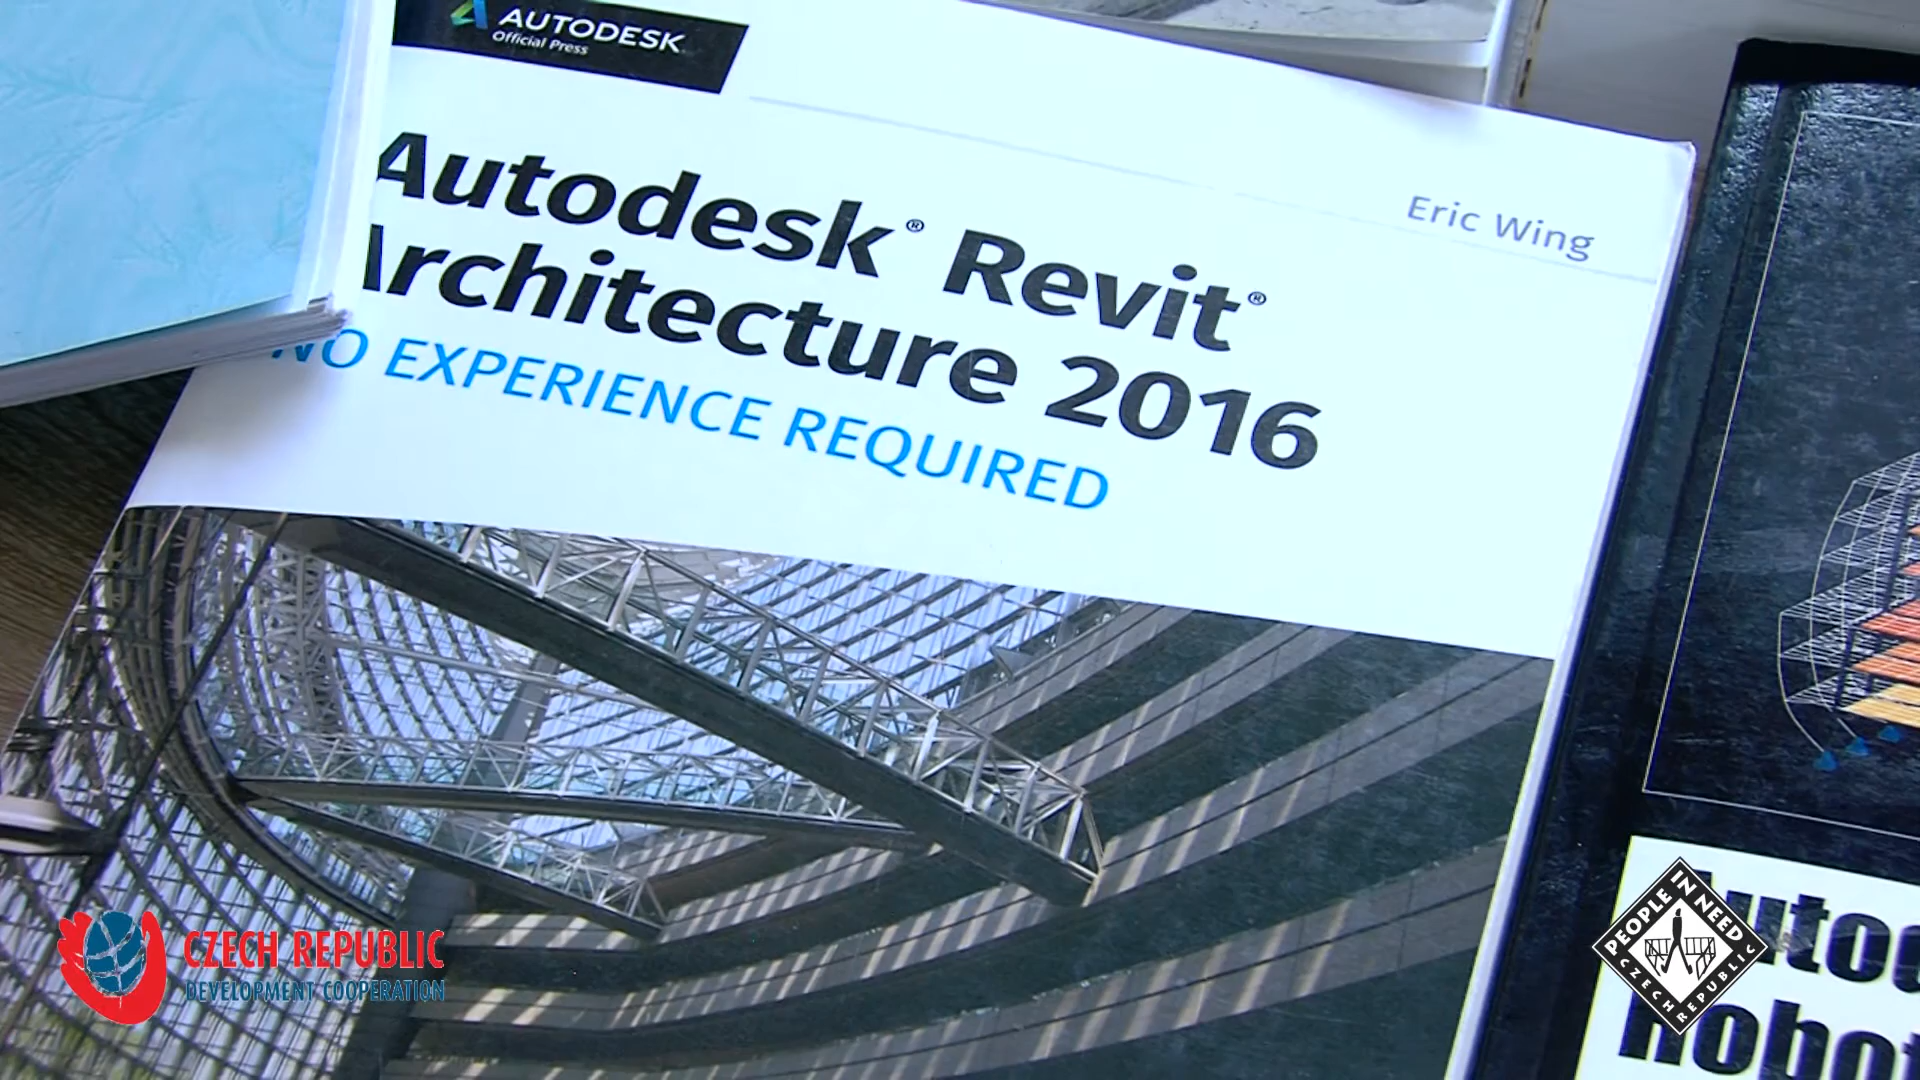 AUTODESK
Official Press
Eric Wing
Autodesk® Revit®
Architecture 2016
NO EXPERIENCE REQUIRED
CZECH REPUBLIC
DEVELOPMENT COOPERATION
PEOPLE IN NEED
CZECH REPUBLIC